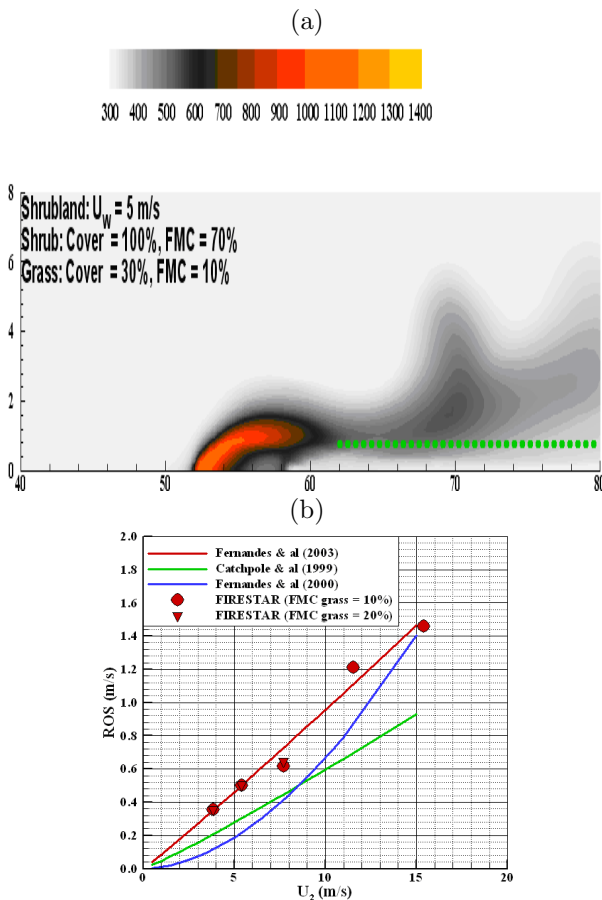 (a)
300 400 500 600 700 800 900 1000 1100 1200 1300 1400
8
Shrubland: U_W = 5 m/s
Shrub: Cover = 100%, FMC = 70%
6
Grass: Cover = 30%, FMC = 10%
4
2
0
40 50 60 70 80
(b)
2.0
Fernandes & al (2003)
Catchpole & al (1999)
1.8
Fernandes & al (2000)
FIRESTAR (FMC grass = 10%)
1.6
FIRESTAR (FMC grass = 20%)
1.4
1.2
1.0
0.8
0.6
0.4
0.2
0.0
ROS (m/s)
0 5 10 15 20
U2 (m/s)